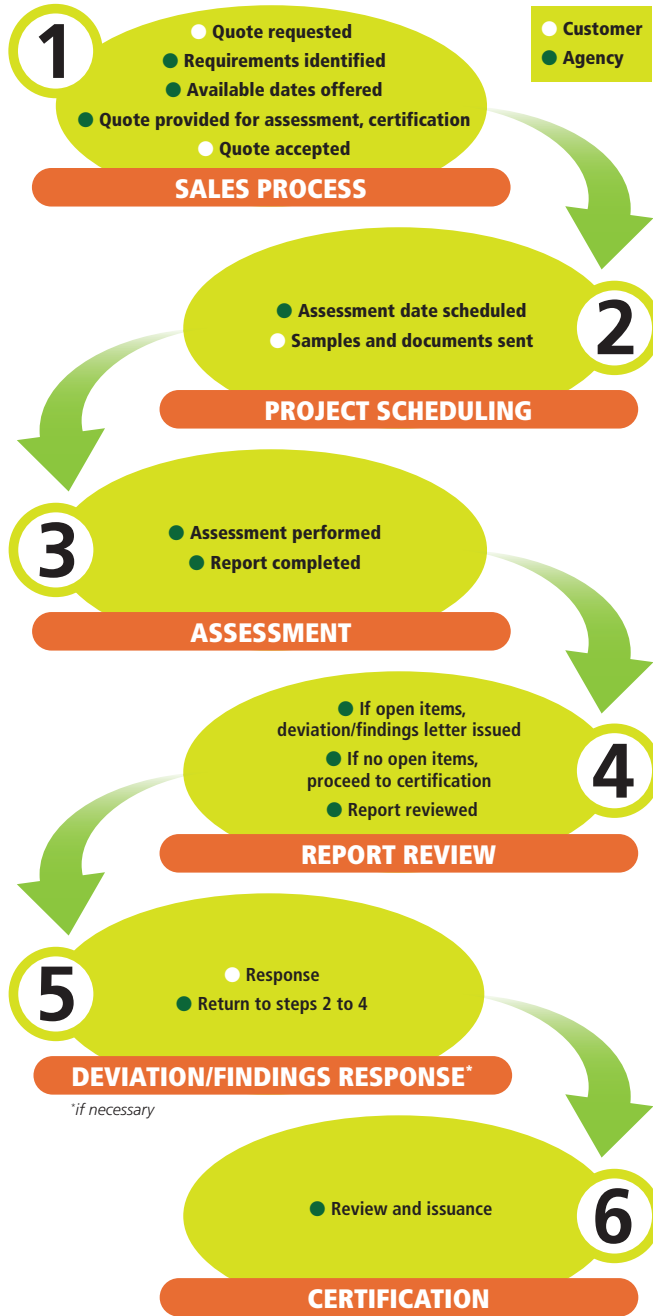 1
Quote requested
Requirements identified
Available dates offered
Quote provided for assessment, certification
Quote accepted
SALES PROCESS
Customer
Agency
2
Assessment date scheduled
Samples and documents sent
PROJECT SCHEDULING
3
Assessment performed
Report completed
ASSESSMENT
4
If open items,
deviation/findings letter issued
If no open items,
proceed to certification
Report reviewed
REPORT REVIEW
5
Response
Return to steps 2 to 4
DEVIATION/FINDINGS RESPONSE*
*if necessary
6
Review and issuance
CERTIFICATION